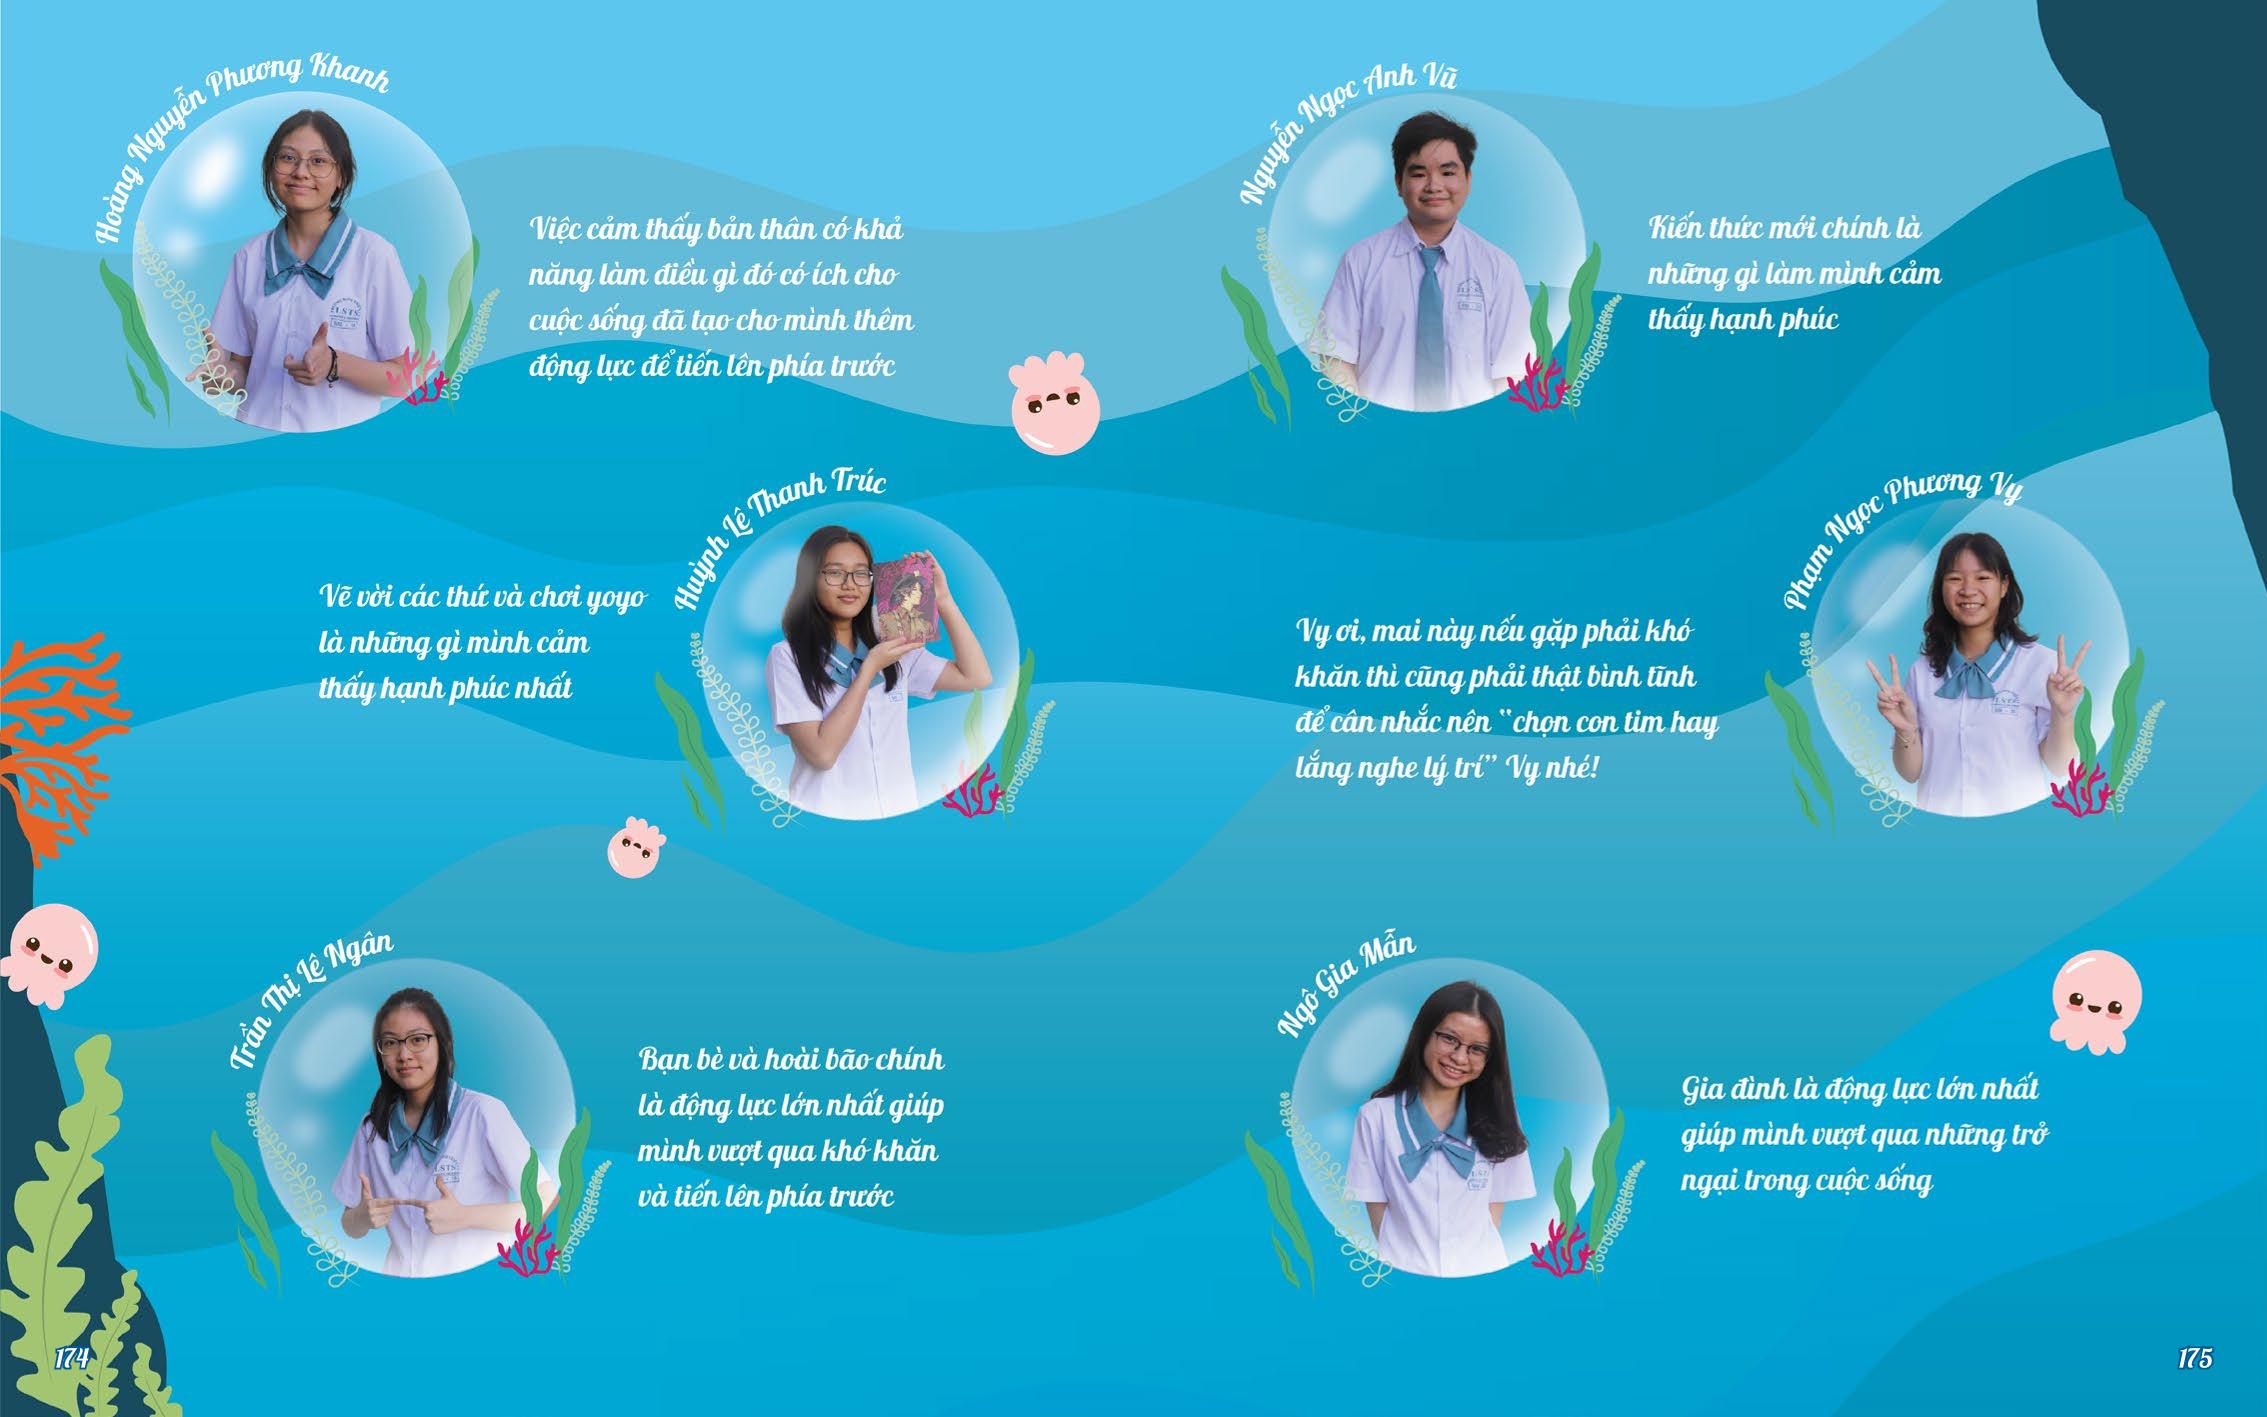 Hoàng Nguyễn Phương Khanh
Việc cảm thấy bản thân có khả
năng làm điều gì đó có ích cho
cuộc sống đã tạo cho mình thêm
động lực để tiến lên phía trước
Huỳnh Lê Thanh Trúc
Vẽ vời các thứ và chơi yoyo
là những gì mình cảm
thấy hạnh phúc nhất
Trần Thị Lê Ngân
Bạn bè và hoài bão chính
là động lực lớn nhất giúp
mình vượt qua khó khăn
và tiến lên phía trước
174
Nguyễn Ngọc Anh Vũ
Kiến thức mới chính là
những gì làm mình cảm
thấy hạnh phúc
Phạm Ngọc Phương Vy
Vy ơi, mai này nếu gặp phải khó
khăn thì cũng phải thật bình tĩnh
để cân nhắc nên “chọn con tim hay
lắng nghe lý trí” Vy nhé!
Ngô Gia Mẫn
Gia đình là động lực lớn nhất
giúp mình vượt qua những trở
ngại trong cuộc sống
175